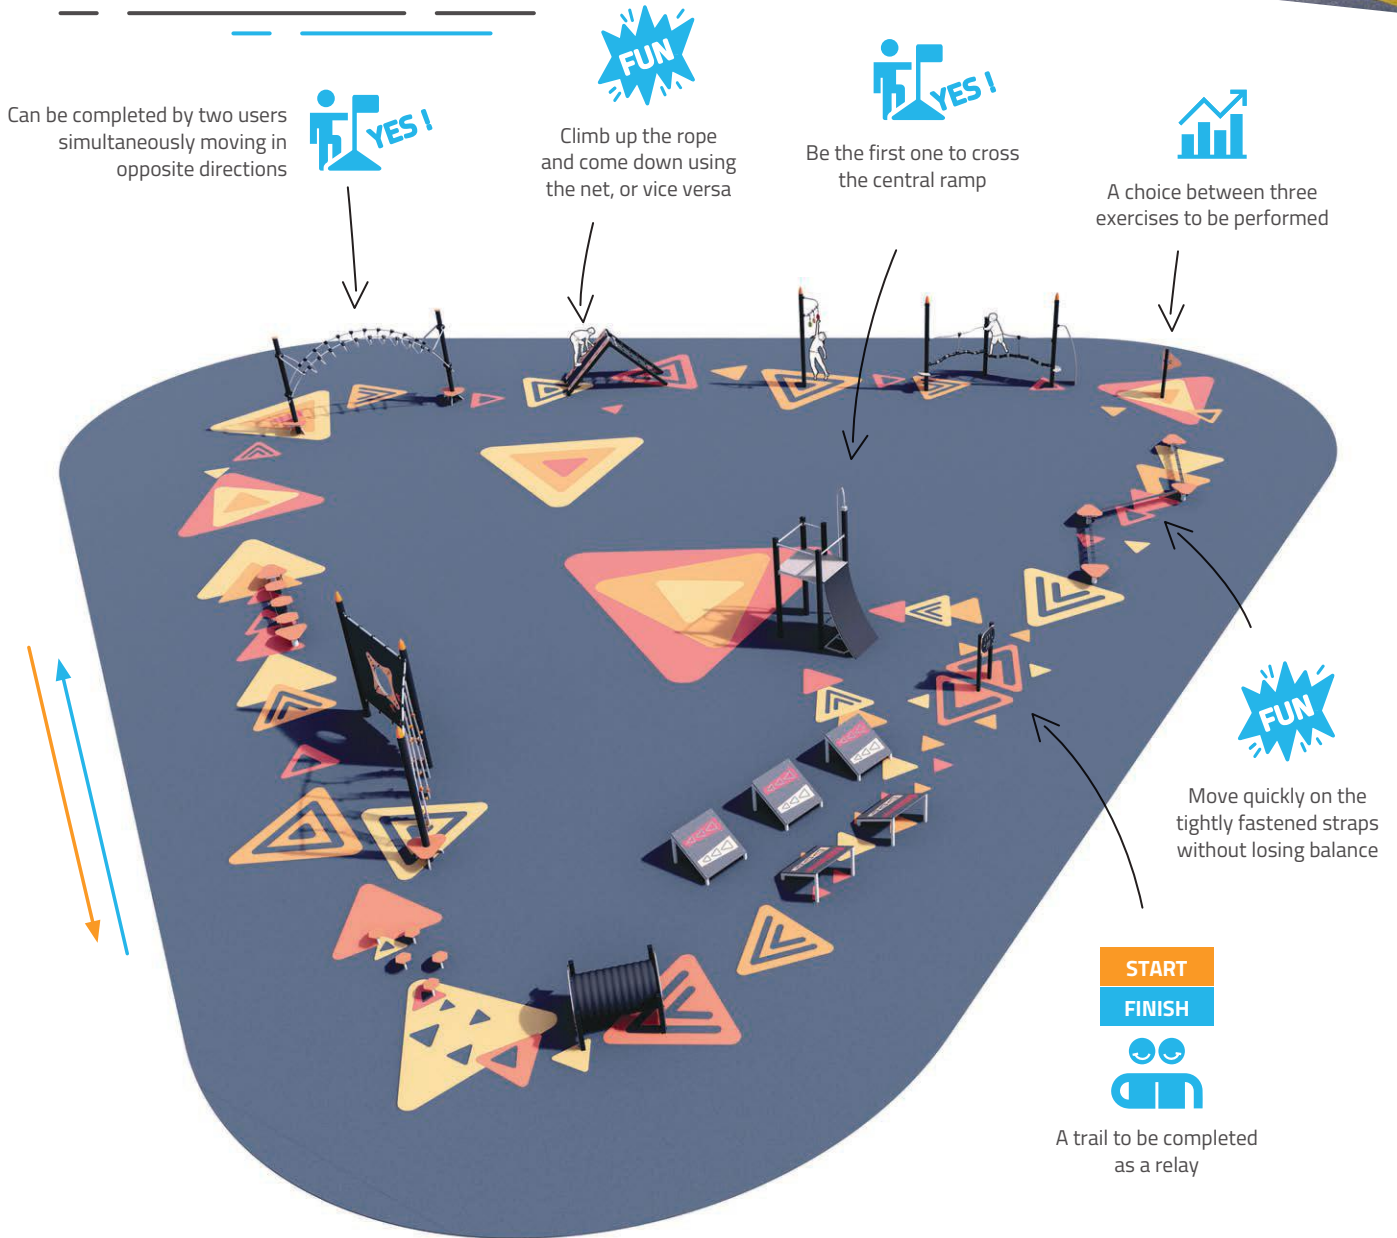 Can be completed by two users
simultaneously moving in
opposite directions
YES !
FUN
Climb up the rope
and come down using
the net, or vice versa
YES !
Be the first one to cross
the central ramp
A choice between three
exercises to be performed
FUN
Move quickly on the
tightly fastened straps
without losing balance
START
FINISH
A trail to be completed
as a relay